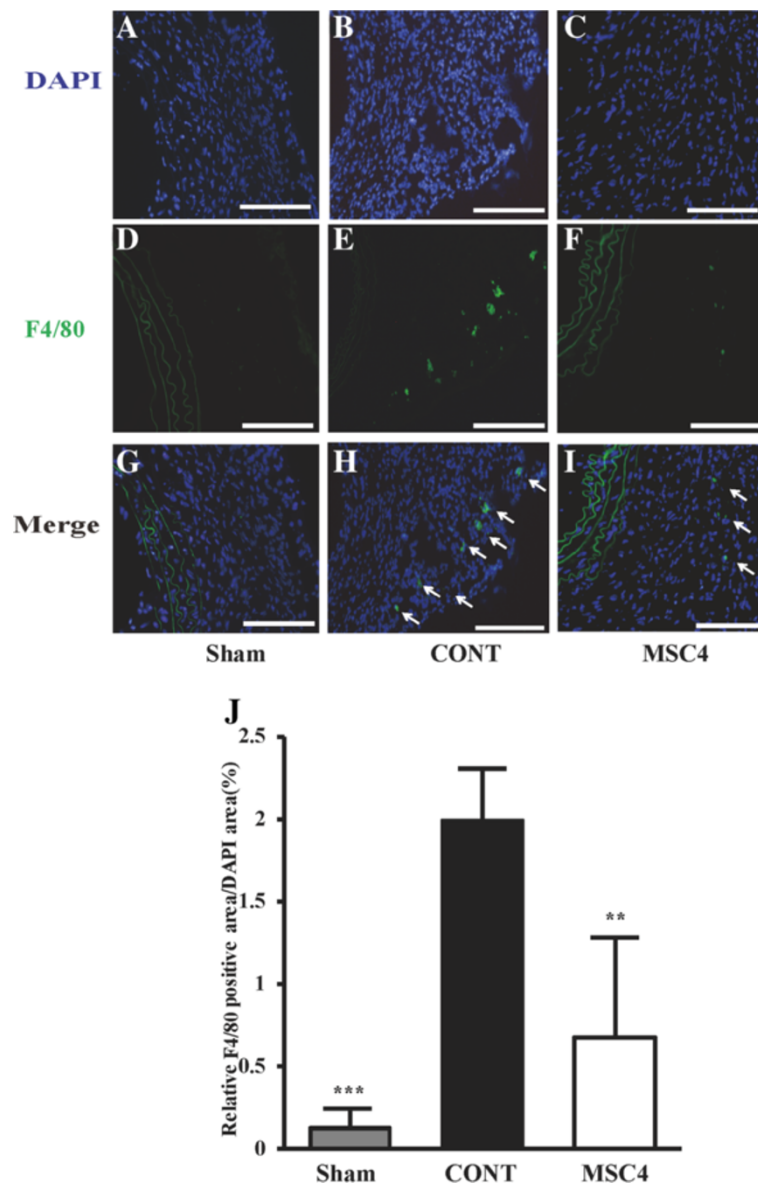 A
B
C
DAPI
D
E
F
F4/80
G
H
I
Merge
Sham
CONT
MSC4
J
Relative F4/80 positive area/DAPI area(%)
2.5
2
1.5
1
0.5
0
***
**
Sham
CONT
MSC4